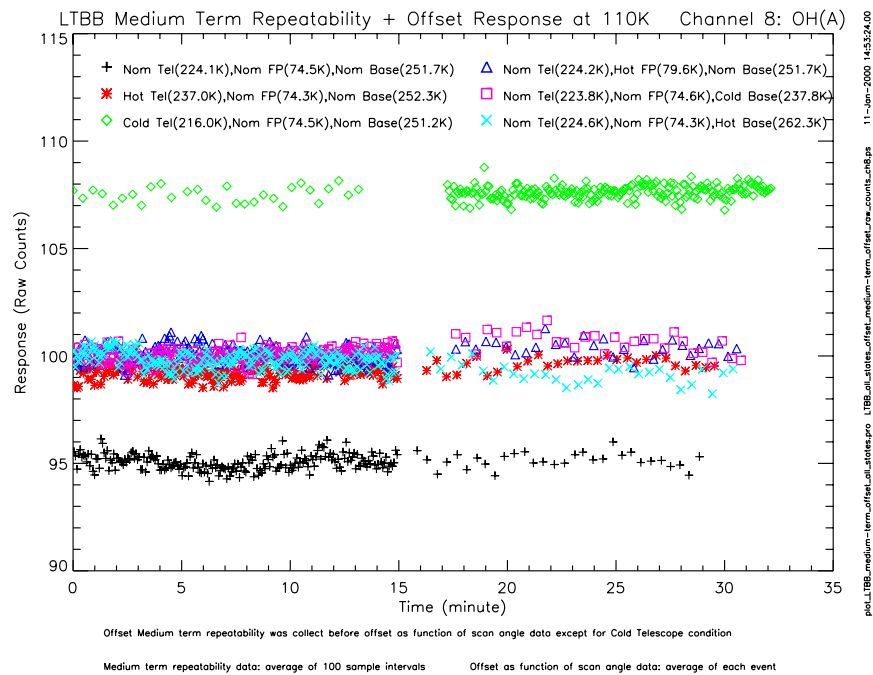 LTBB Medium Term Repeatability + Offset Response at 110K Channel 8: OH(A)
115
110
105
100
95
90
Response (Raw Counts)
Nom Tel(224.1K),Nom FP(74.5K),Nom Base(251.7K)
Hot Tel(237.0K),Nom FP(74.3K),Nom Base(252.3K)
Cold Tel(216.0K),Nom FP(74.5K),Nom Base(251.2K)
Nom Tel(224.2K),Hot FP(79.6K),Nom Base(251.7K)
Nom Tel(223.8K),Nom FP(74.6K),Cold Base(237.8K)
Nom Tel(224.6K),Nom FP(74.3K),Hot Base(262.3K)
0 5 10 15 20 25 30 35
Time (minute)
Offset Medium term repeatability was collect before offset as function of scan angle data except for Cold Telescope condition
Medium term repeatability data: average of 100 sample intervals Offset as function of scan angle data: average of each event
plot_LTBB_medium-term_offset_all_states.pro LTBB_all_states_offset_medium-term_offset_raw_counts_ch8.ps 11-Jan-2000 14:53:24.00